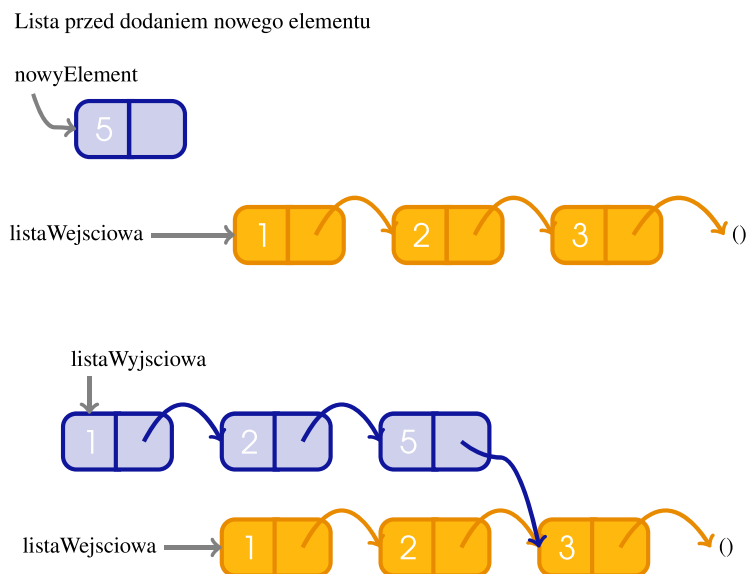 Lista przed dodaniem nowego elementu
nowyElement
5
listaWejsciowa 1 2 3 ()
listaWyjsciowa
1 2 5
listaWejsciowa 1 2 3 ()